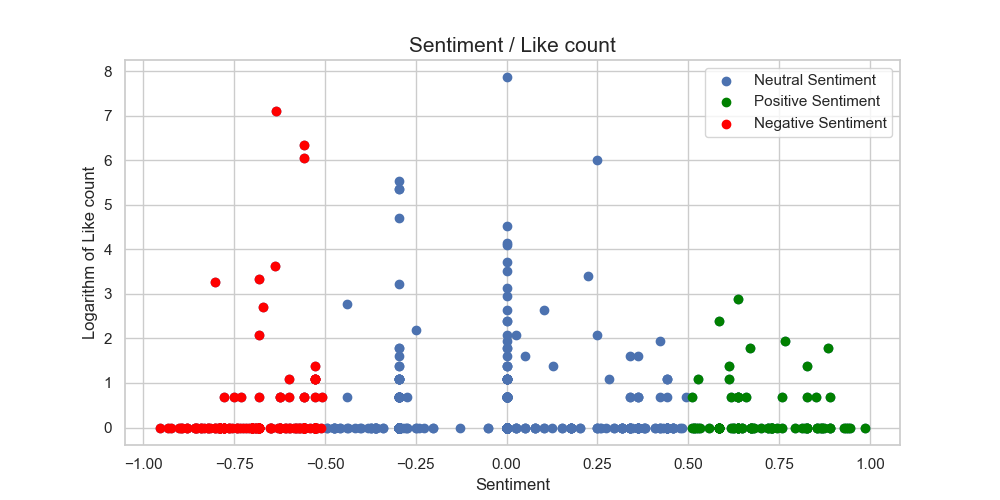 Sentiment / Like count
Neutral Sentiment
Positive Sentiment
Negative Sentiment
Logarithm of Like count
8
7
6
5
4
3
2
1
0
−1.00 −0.75 −0.50 −0.25 0.00 0.25 0.50 0.75 1.00
Sentiment